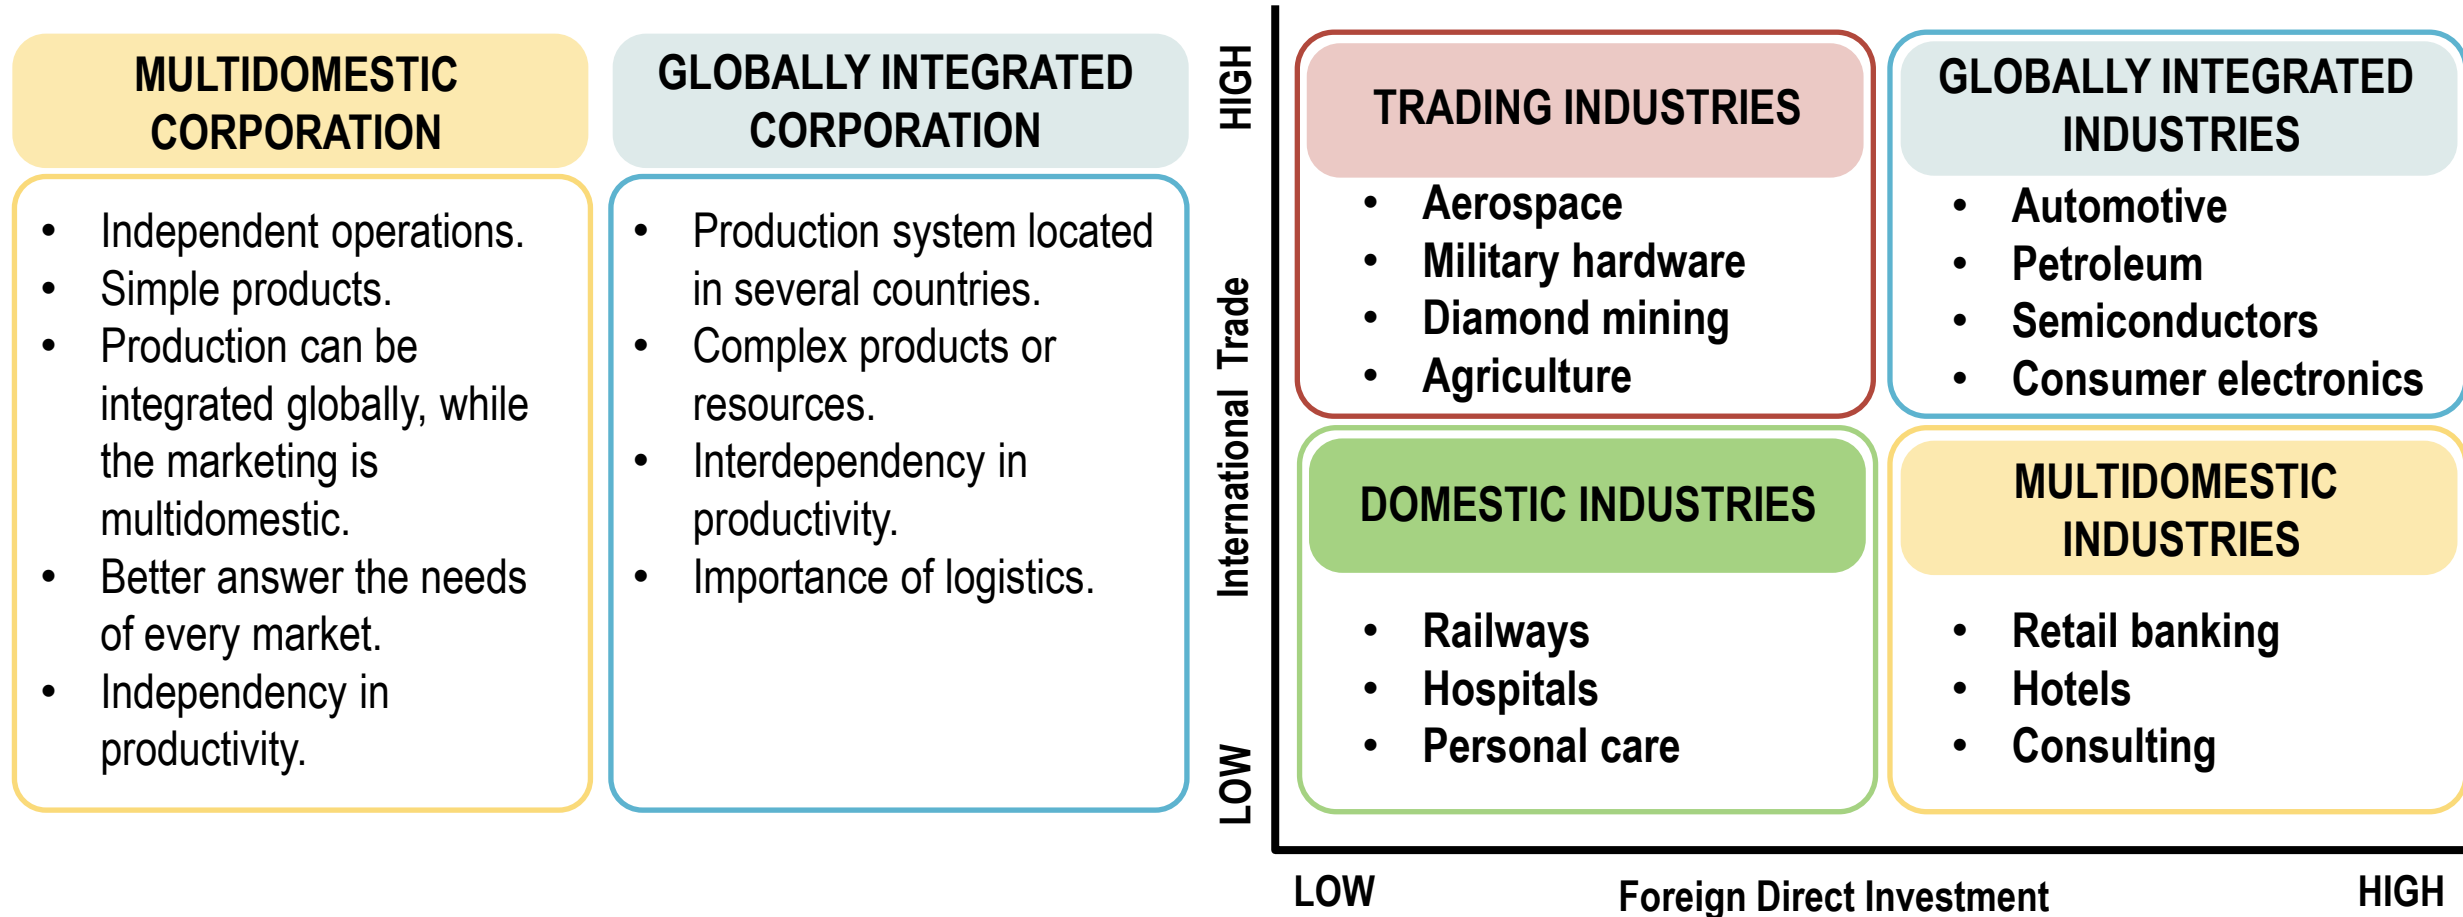 MULTIDOMESTIC
CORPORATION
• Independent operations.
• Simple products.
• Production can be
integrated globally, while
the marketing is
multidomestic.
• Better answer the needs
of every market.
• Independency in
productivity.
GLOBALLY INTEGRATED
CORPORATION
• Production system located
in several countries.
• Complex products or
resources.
• Interdependency in
productivity.
• Importance of logistics.
HIGH
International Trade
LOW
TRADING INDUSTRIES
• Aerospace
• Military hardware
• Diamond mining
• Agriculture
GLOBALLY INTEGRATED
INDUSTRIES
• Automotive
• Petroleum
• Semiconductors
• Consumer electronics
DOMESTIC INDUSTRIES
• Railways
• Hospitals
• Personal care
MULTIDOMESTIC
INDUSTRIES
• Retail banking
• Hotels
• Consulting
LOW
Foreign Direct Investment
HIGH